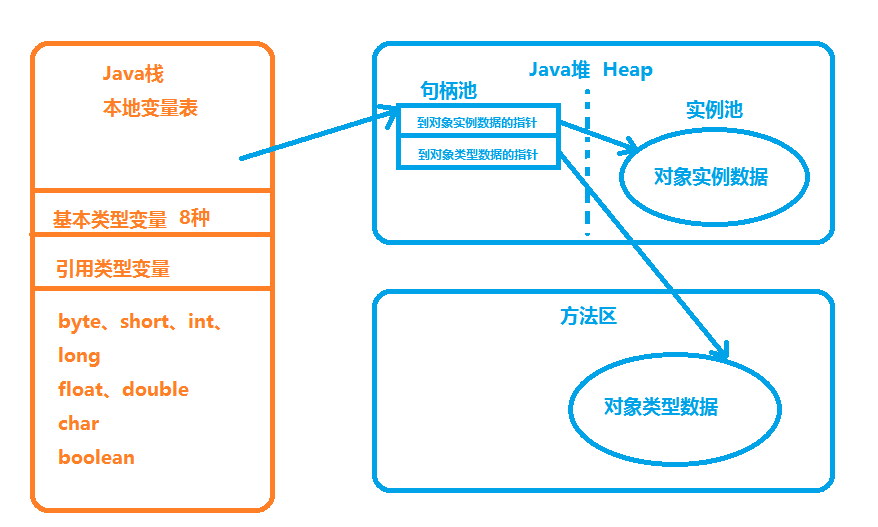 Java栈
本地变量表
基本类型变量 8种
引用类型变量
byte、short、int、
long
float、double
char
boolean
Java堆 Heap
句柄池
到对象实例数据的指针
到对象类型数据的指针
实例池
对象实例数据
方法区
对象类型数据